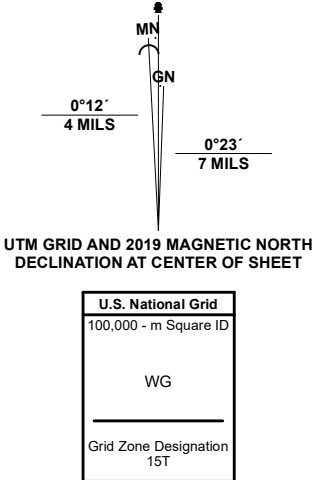 MN
GN
0°12´
4 MILS
0°23´
7 MILS
UTM GRID AND 2019 MAGNETIC NORTH
DECLINATION AT CENTER OF SHEET
U.S. National Grid
100,000 - m Square ID
WG
Grid Zone Designation
15T